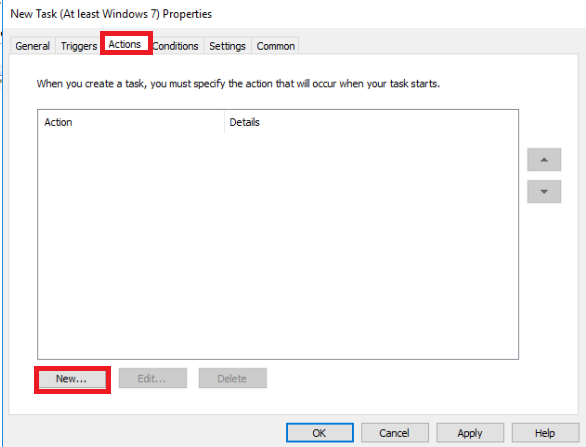 New Task (At least Windows 7) Properties
General Triggers Actions Conditions Settings Common
When you create a task, you must specify the action that will occur when your task starts.
Action Details
New... Edit... Delete
OK Cancel Apply Help